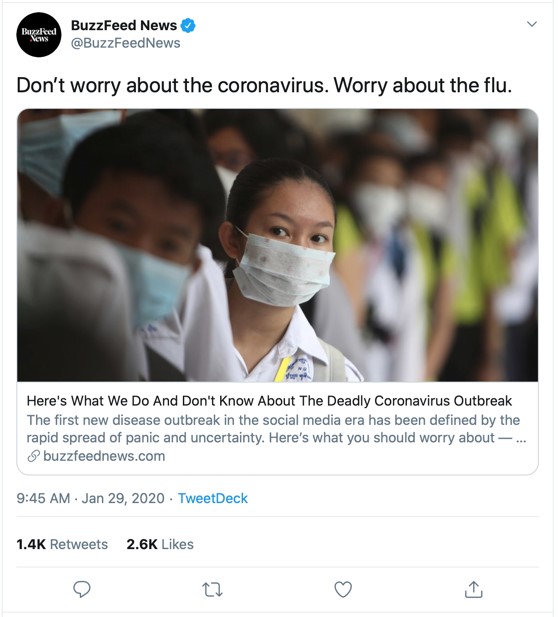 BuzzFeed News
BuzzFeed News
@BuzzFeedNews
Don’t worry about the coronavirus. Worry about the flu.
Here's What We Do And Don't Know About The Deadly Coronavirus Outbreak
The first new disease outbreak in the social media era has been defined by the
rapid spread of panic and uncertainty. Here’s what you should worry about — ...
buzzfeednews.com
9:45 AM · Jan 29, 2020 · TweetDeck
1.4K Retweets 2.6K Likes